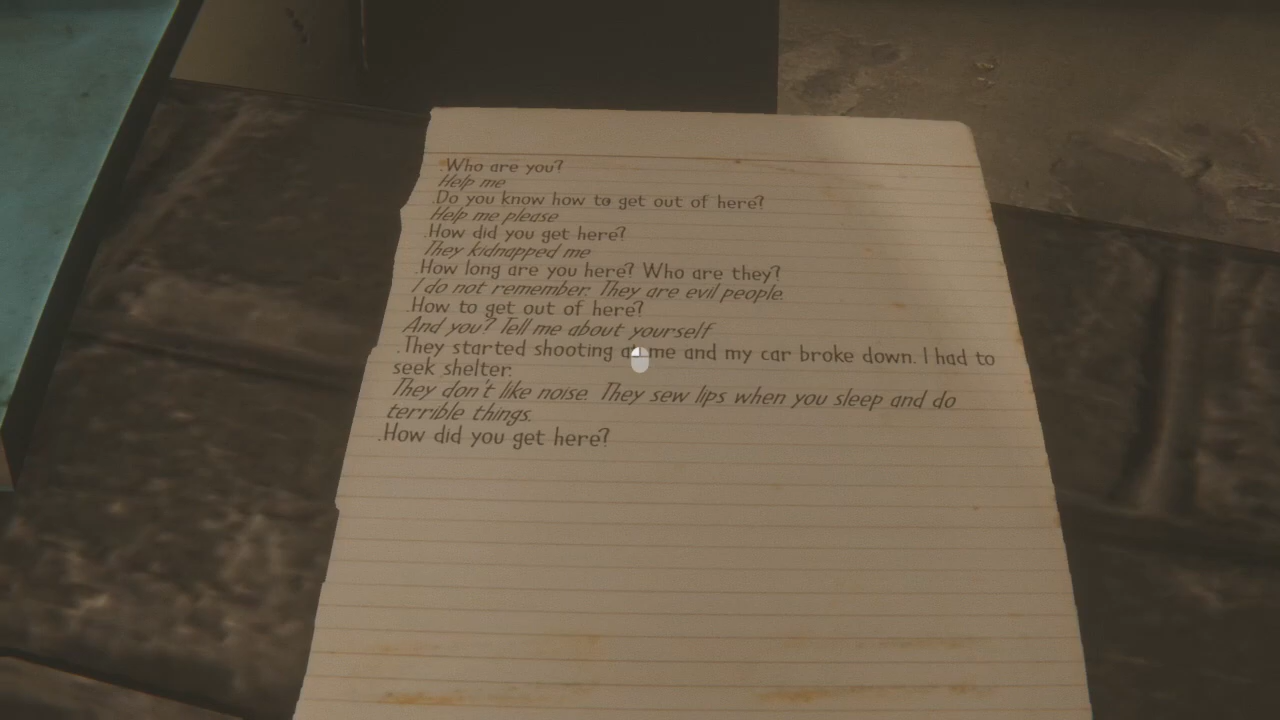 .Who are you?
Help me
.Do you know how to get out of here?
Help me please
.How did you get here?
They kidnapped me
.How long are you here? Who are they?
I do not remember. They are evil people.
.How to get out of here?
And you? Tell me about yourself
.They started shooting at me and my car broke down. I had to
seek shelter.
They don't like noise. They sew lips when you sleep and do
terrible things.
.How did you get here?